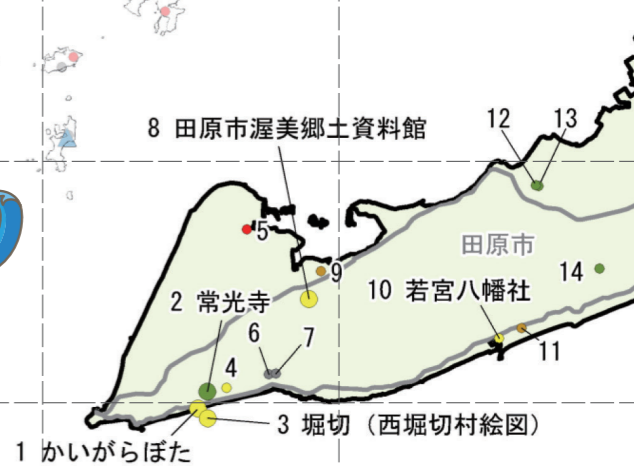 12 13
8 田原市渥美郷土資料館
5
田原市
9
14
10 若宮八幡社
2 常光寺
6
7
11
4
3 堀切（西堀切村絵図）
1 かいがらぼた